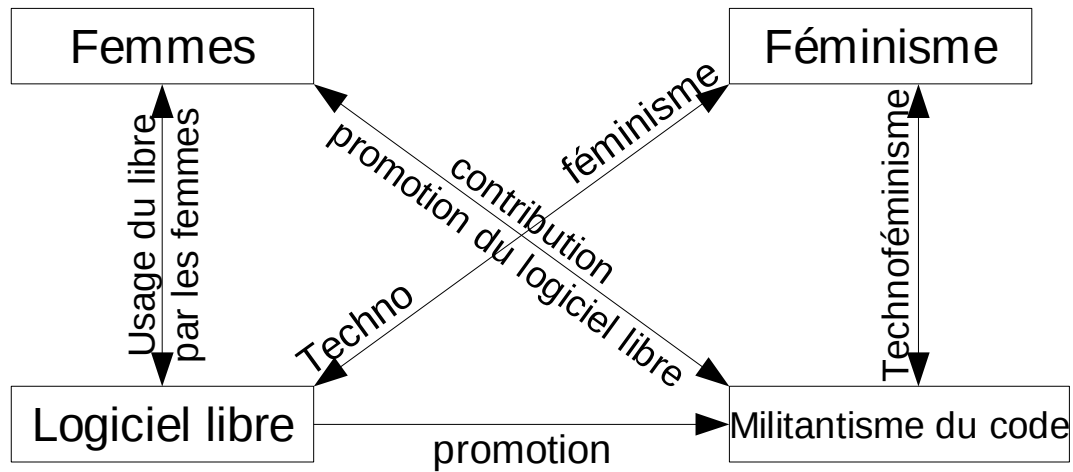 Femmes
Féminisme
Usage du libre
par les femmes
contribution
promotion du logiciel libre
Techno
féminisme
Technoféminisme
Logiciel libre
promotion
Militantisme du code